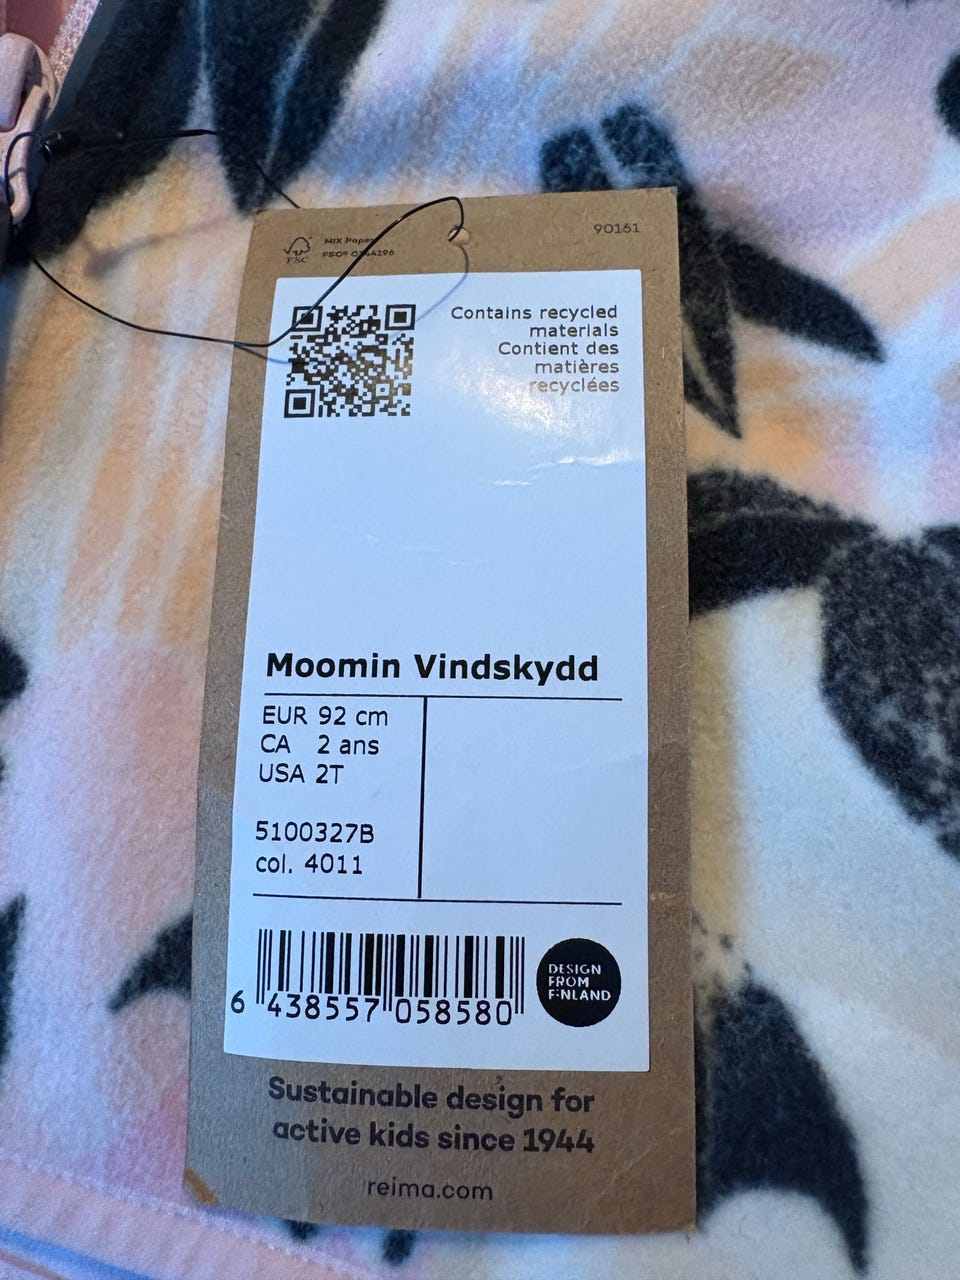 90161
FSC
MIX Paper
Contains recycled
materials
Contient des
matières
recyclées
Moomin Vindskydd
EUR 92 cm
CA 2 ans
USA 2T
5100327B
col. 4011
6 438557 058580
DESIGN
FROM
FINLAND
Sustainable design for
active kids since 1944
reima.com